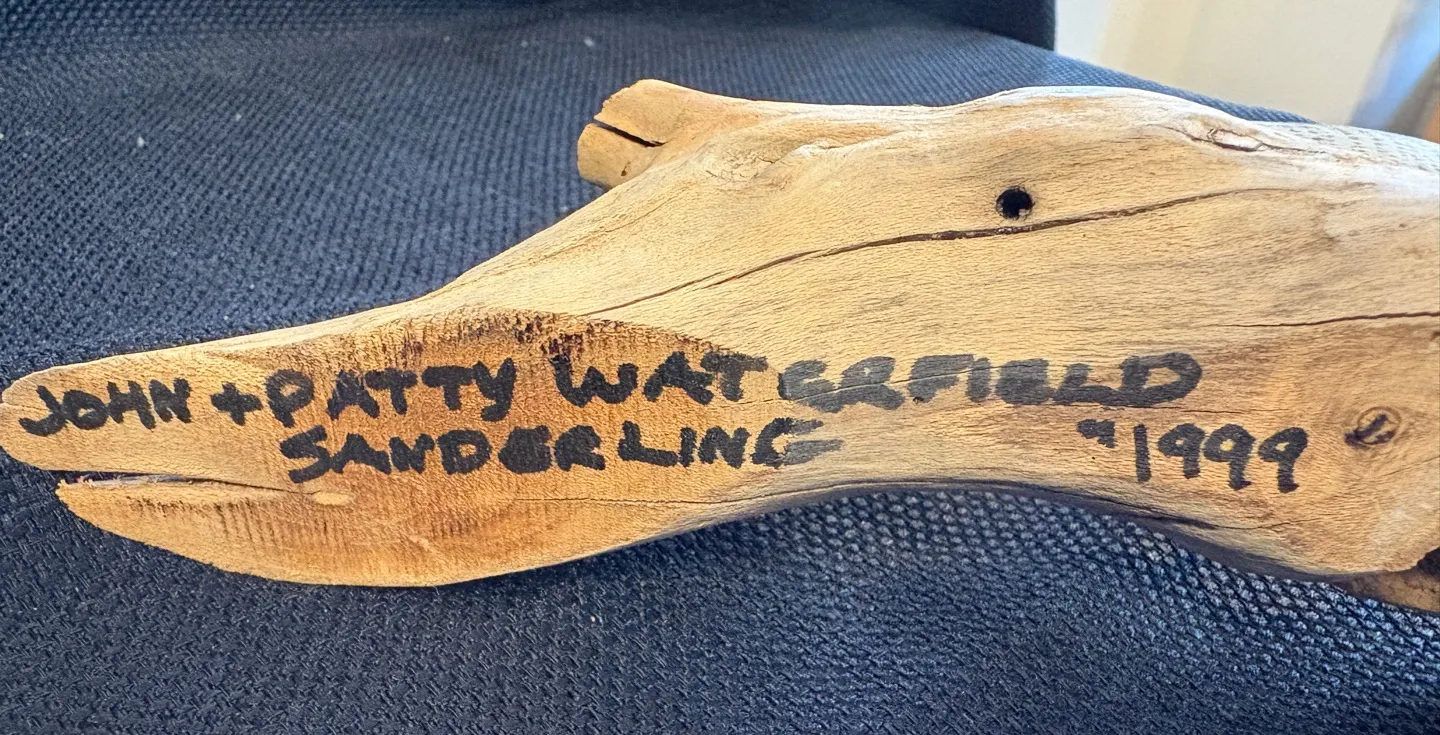 JOHN + PATTY WATERFIELD
SANDERLING "1999